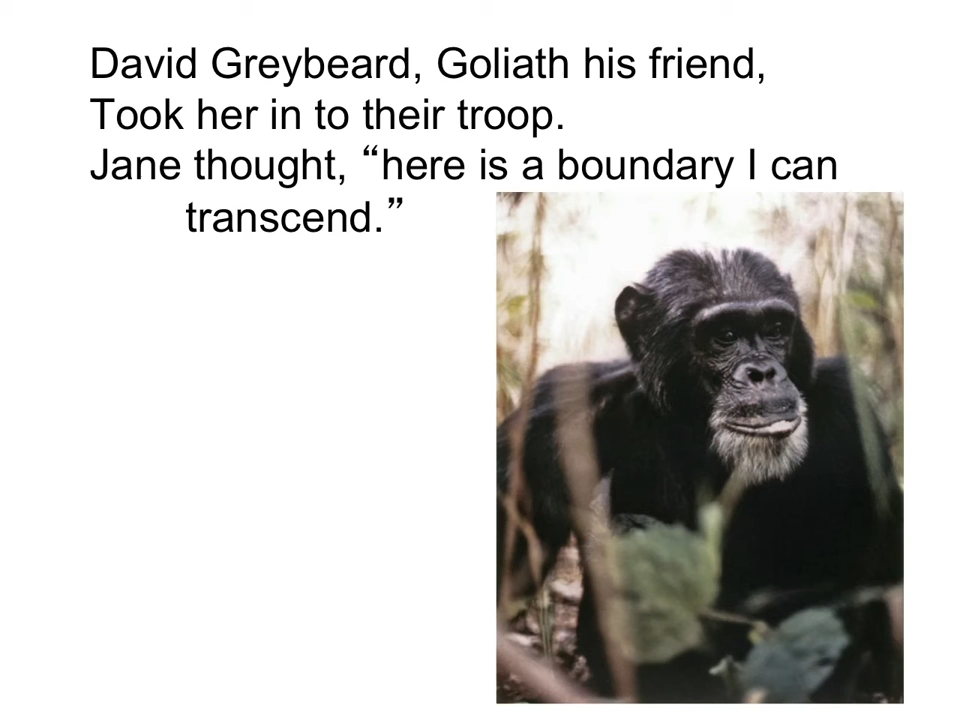 David Greybeard, Goliath his friend,
Took her in to their troop.
Jane thought, “here is a boundary I can
transcend.”